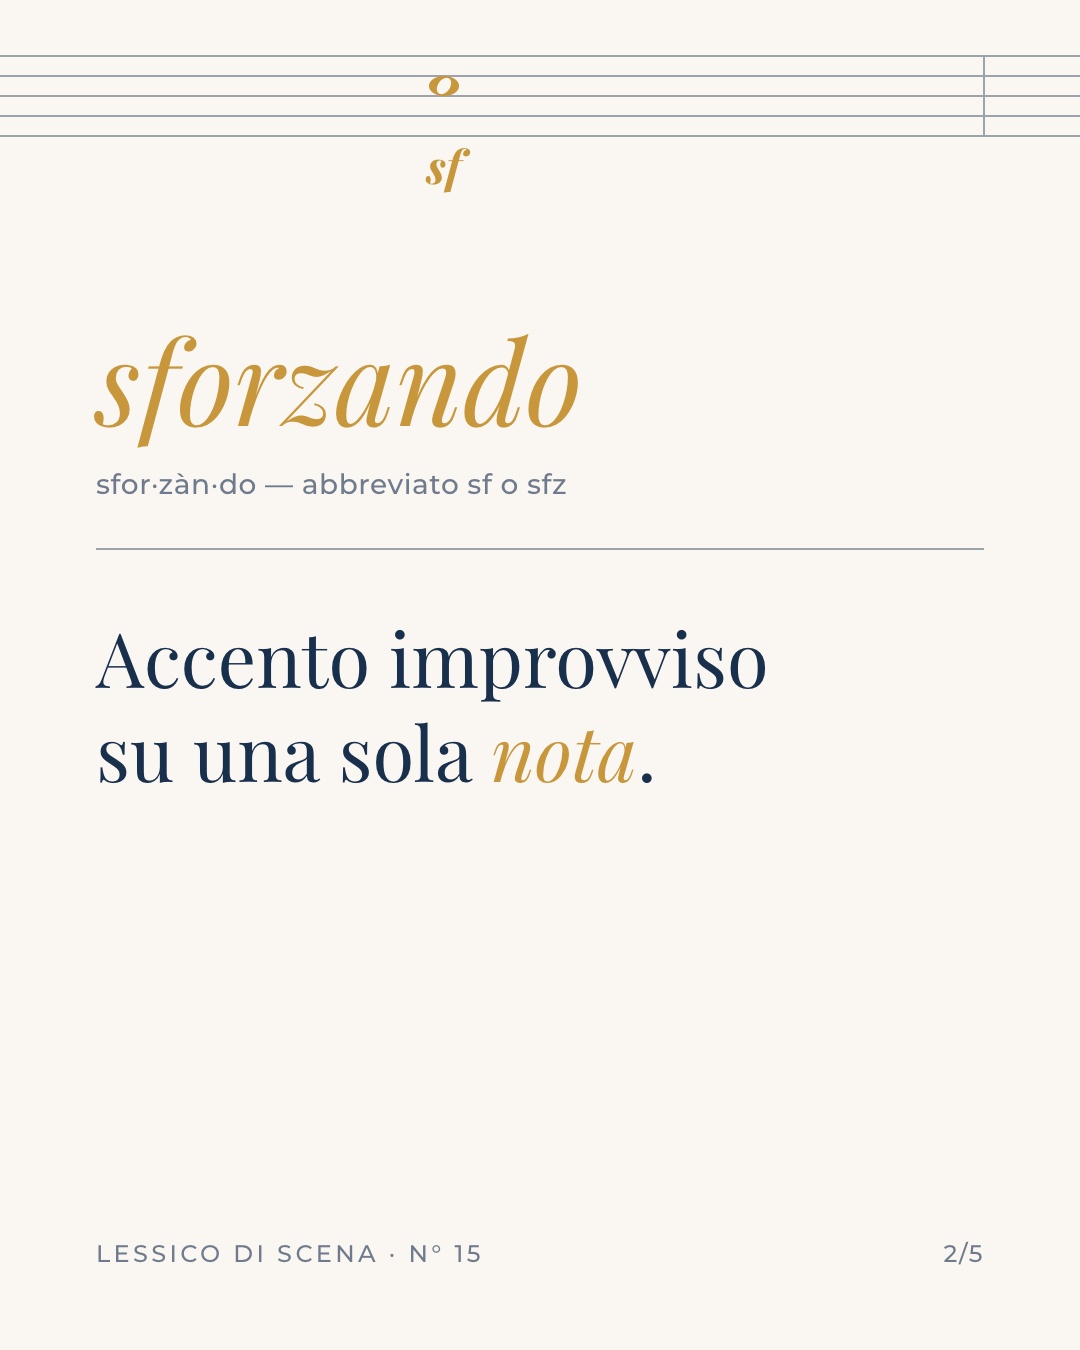 sf
sforzando
sfor·zàn·do — abbreviato sf o sfz
Accento improvviso
su una sola nota.
LESSICO DI SCENA · N° 15
2/5